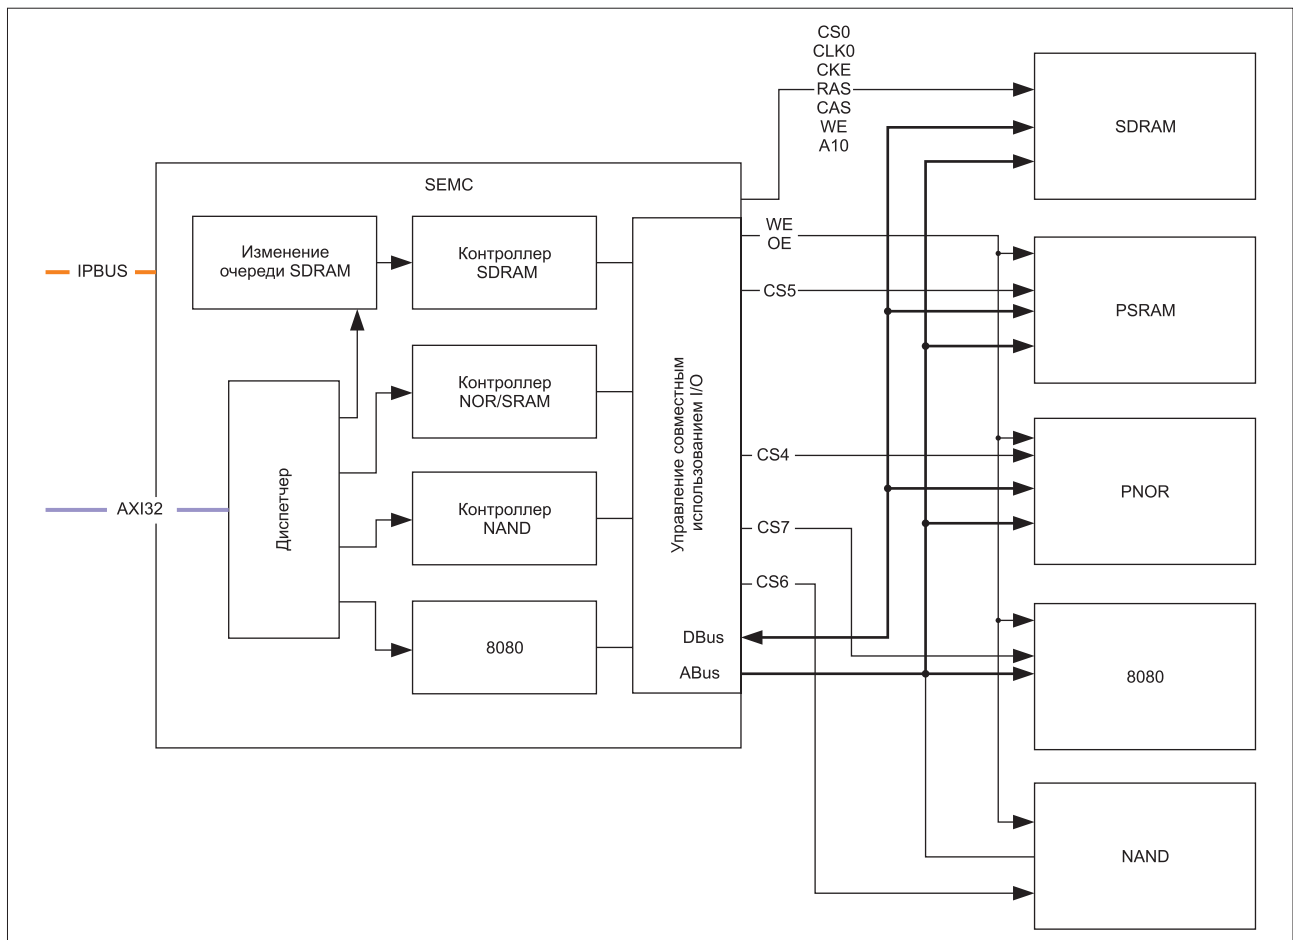 CS0
CLK0
CKE
RAS
CAS
WE
A10
SDRAM
SEMC
WE
OE
Изменение
очереди SDRAM
Контроллер
SDRAM
IPBUS
CS5
PSRAM
Контроллер
NOR/SRAM
Управление совместным
использованием I/O
CS4
Диспетчер
AXI32
Контроллер
NAND
PNOR
CS7
CS6
DBus
8080
ABus
8080
NAND